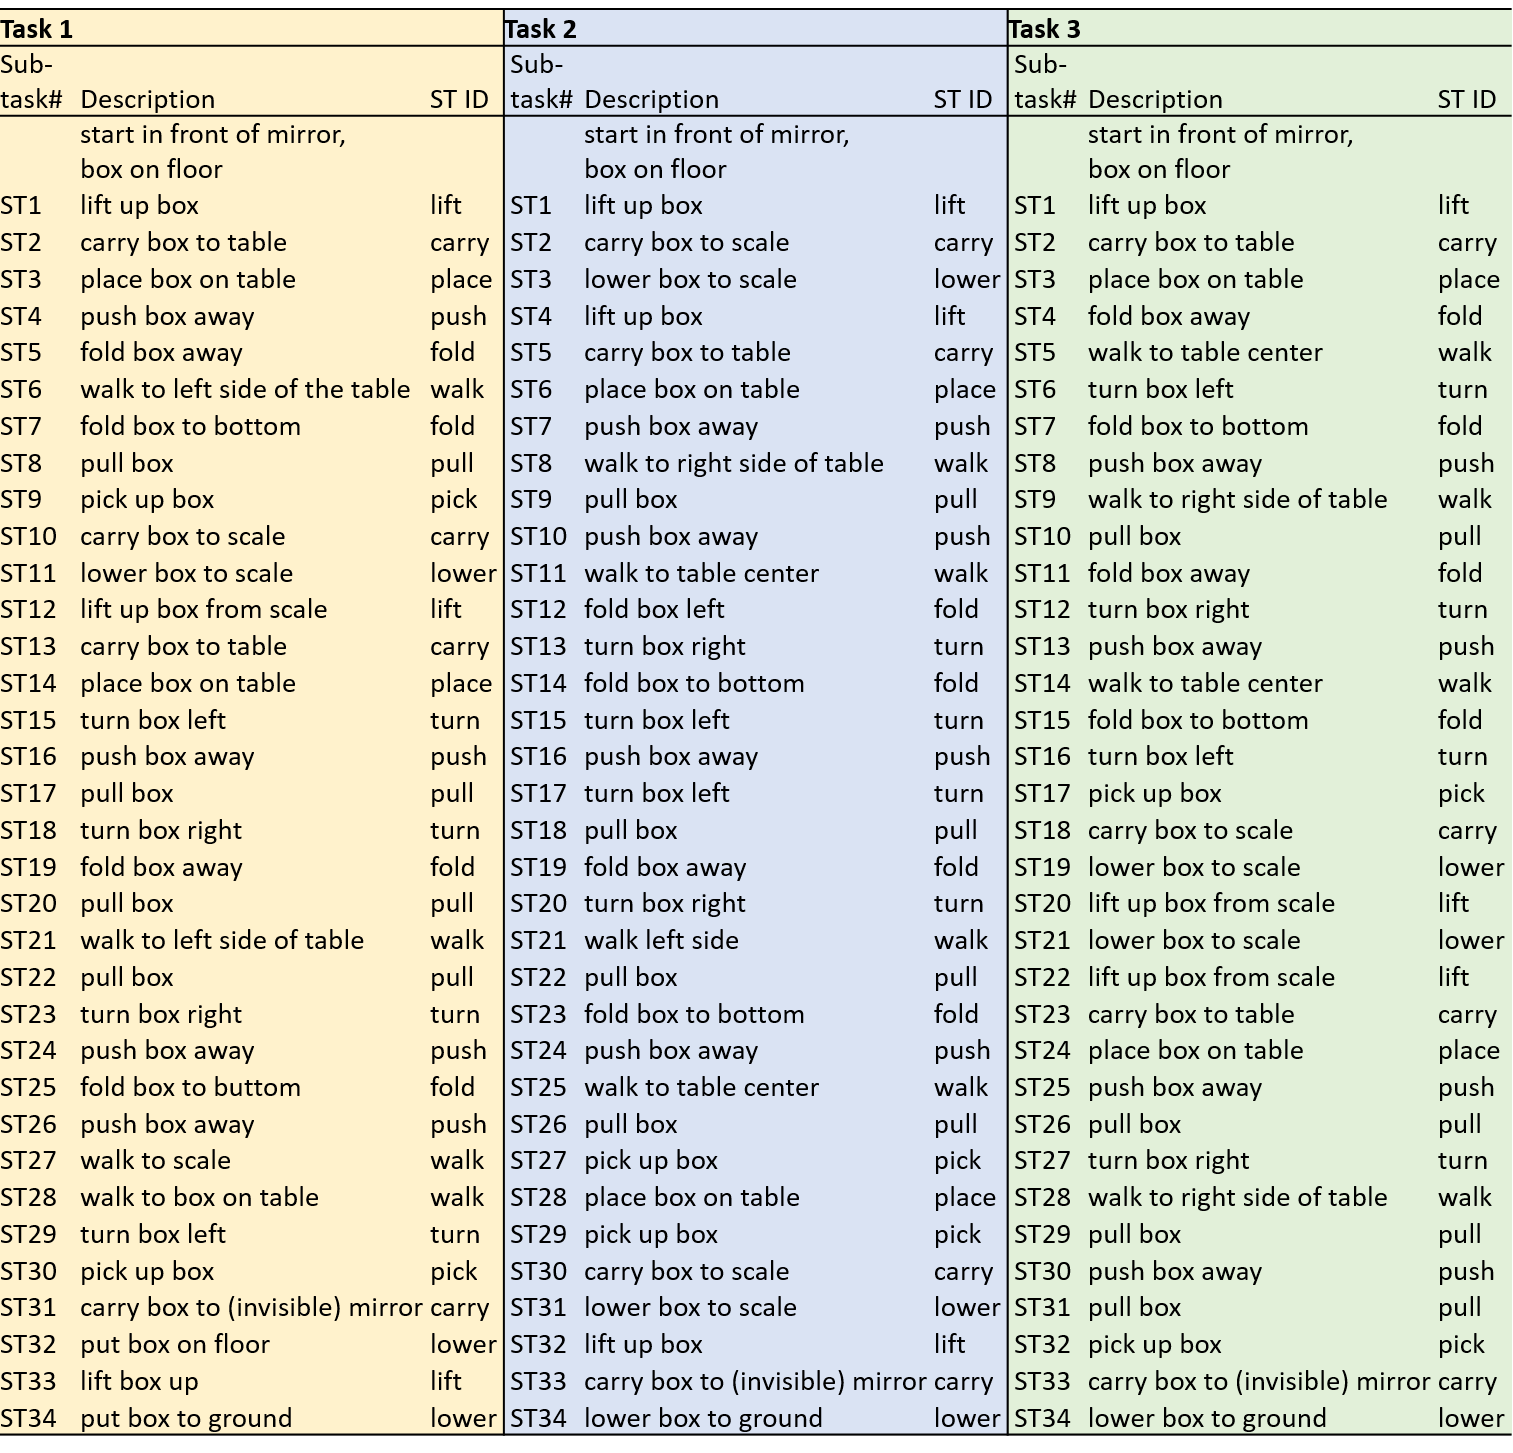 Task 1 Task 2 Task 3
Sub- Sub- Sub-
task# Description ST ID task# Description ST ID task# Description ST ID
start in front of mirror, start in front of mirror, start in front of mirror,
box on floor box on floor box on floor
ST1 lift up box lift ST1 lift up box lift ST1 lift up box lift
ST2 carry box to table carry ST2 carry box to scale carry ST2 carry box to table carry
ST3 place box on table place ST3 lower box to scale lower ST3 place box on table place
ST4 push box away push ST4 lift up box lift ST4 fold box away fold
ST5 fold box away fold ST5 carry box to table carry ST5 walk to table center walk
ST6 walk to left side of the table walk ST6 place box on table place ST6 turn box left turn
ST7 fold box to bottom fold ST7 push box away push ST7 fold box to bottom fold
ST8 pull box pull ST8 walk to right side of table walk ST8 push box away push
ST9 pick up box pick ST9 pull box pull ST9 walk to right side of table walk
ST10 carry box to scale carry ST10 push box away push ST10 pull box pull
ST11 lower box to scale lower ST11 walk to table center walk ST11 fold box away fold
ST12 lift up box from scale lift ST12 fold box left fold ST12 turn box right turn
ST13 carry box to table carry ST13 turn box right turn ST13 push box away push
ST14 place box on table place ST14 fold box to bottom fold ST14 walk to table center walk
ST15 turn box left turn ST15 turn box left turn ST15 fold box to bottom fold
ST16 push box away push ST16 push box away push ST16 turn box left turn
ST17 pull box pull ST17 turn box left turn ST17 pick up box pick
ST18 turn box right turn ST18 pull box pull ST18 carry box to scale carry
ST19 fold box away fold ST19 fold box away fold ST19 lower box to scale lower
ST20 pull box pull ST20 turn box right turn ST20 lift up box from scale lift
ST21 walk to left side of table walk ST21 walk left side walk ST21 lower box to scale lower
ST22 pull box pull ST22 pull box pull ST22 lift up box from scale lift
ST23 turn box right turn ST23 fold box to bottom fold ST23 carry box to table carry
ST24 push box away push ST24 push box away push ST24 place box on table place
ST25 fold box to buttom fold ST25 walk to table center walk ST25 push box away push
ST26 push box away push ST26 pull box pull ST26 pull box pull
ST27 walk to scale walk ST27 pick up box pick ST27 turn box right turn
ST28 walk to box on table walk ST28 place box on table place ST28 walk to right side of table walk
ST29 turn box left turn ST29 pick up box pick ST29 pull box pull
ST30 pick up box pick ST30 carry box to scale carry ST30 push box away push
ST31 carry box to (invisible) mirror carry ST31 lower box to scale lower ST31 pull box pull
ST32 put box on floor lower ST32 lift up box lift ST32 pick up box pick
ST33 lift box up lift ST33 carry box to (invisible) mirror carry ST33 carry box to (invisible) mirror carry
ST34 put box to ground lower ST34 lower box to ground lower ST34 lower box to ground lower